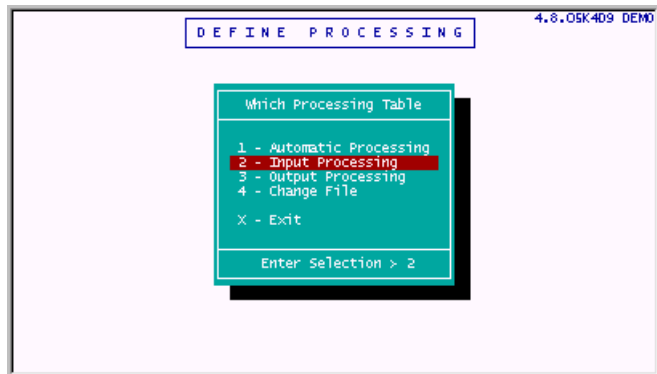 4.8.05K4D9 DEMO
DEFINE PROCESSING
Which Processing Table
1 - Automatic Processing
2 - Input Processing
3 - Output Processing
4 - Change File
X - Exit
Enter Selection > 2